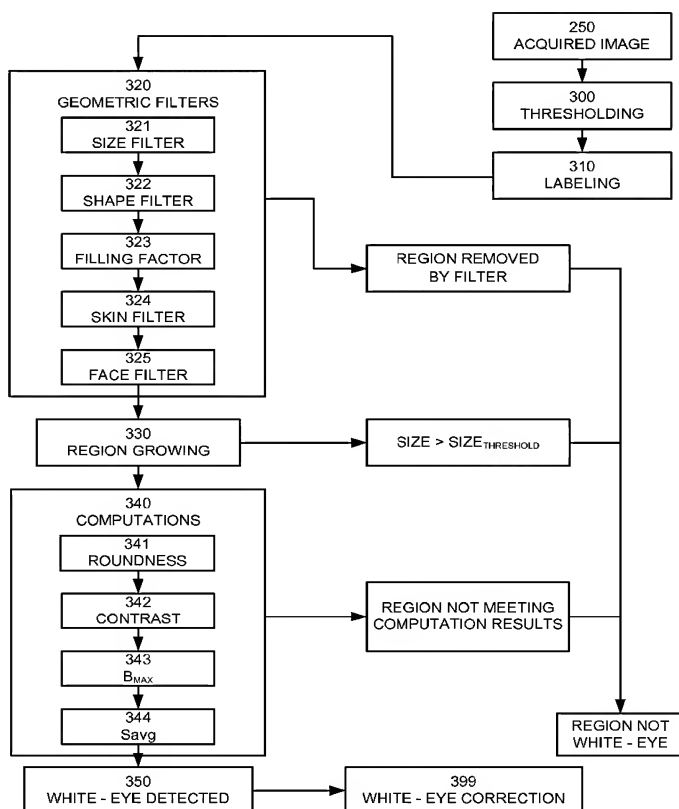 250
ACQUIRED IMAGE
300
THRESHOLDING
310
LABELING
320
GEOMETRIC FILTERS
321
SIZE FILTER
322
SHAPE FILTER
323
FILLING FACTOR
324
SKIN FILTER
325
FACE FILTER
REGION REMOVED
BY FILTER
330
REGION GROWING
SIZE > SIZETHRESHOLD
340
COMPUTATIONS
341
ROUNDNESS
342
CONTRAST
343
BMAX
344
Savg
REGION NOT MEETING
COMPUTATION RESULTS
REGION NOT
WHITE - EYE
350
WHITE - EYE DETECTED
399
WHITE - EYE CORRECTION